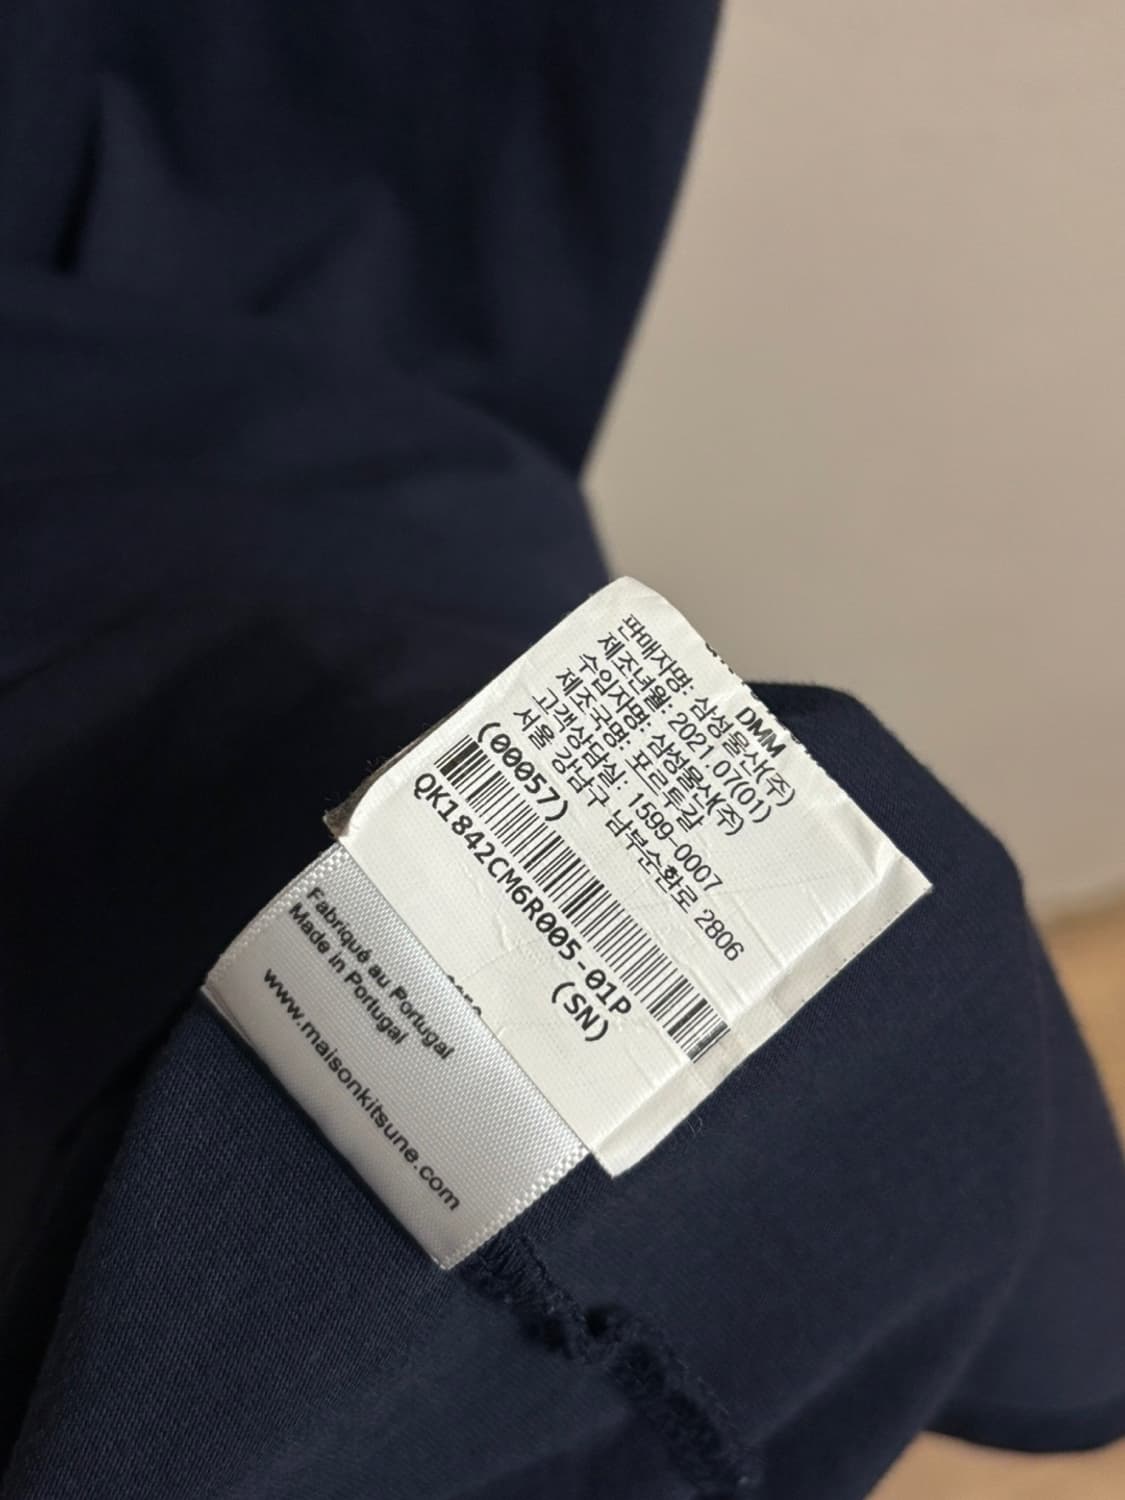 DMM
판매자명: 삼성물산(주)
제조년월: 2021.07(01)
수입자명: 삼성물산(주)
제조국명: 포르투갈
고객상담실: 1599-0007
서울 강남구 남부순환로 2806
(00057)
QK1842CM6R005-01P
(SN)
Fabriqué au Portugal
Made in Portugal
www.maisonkitsune.com